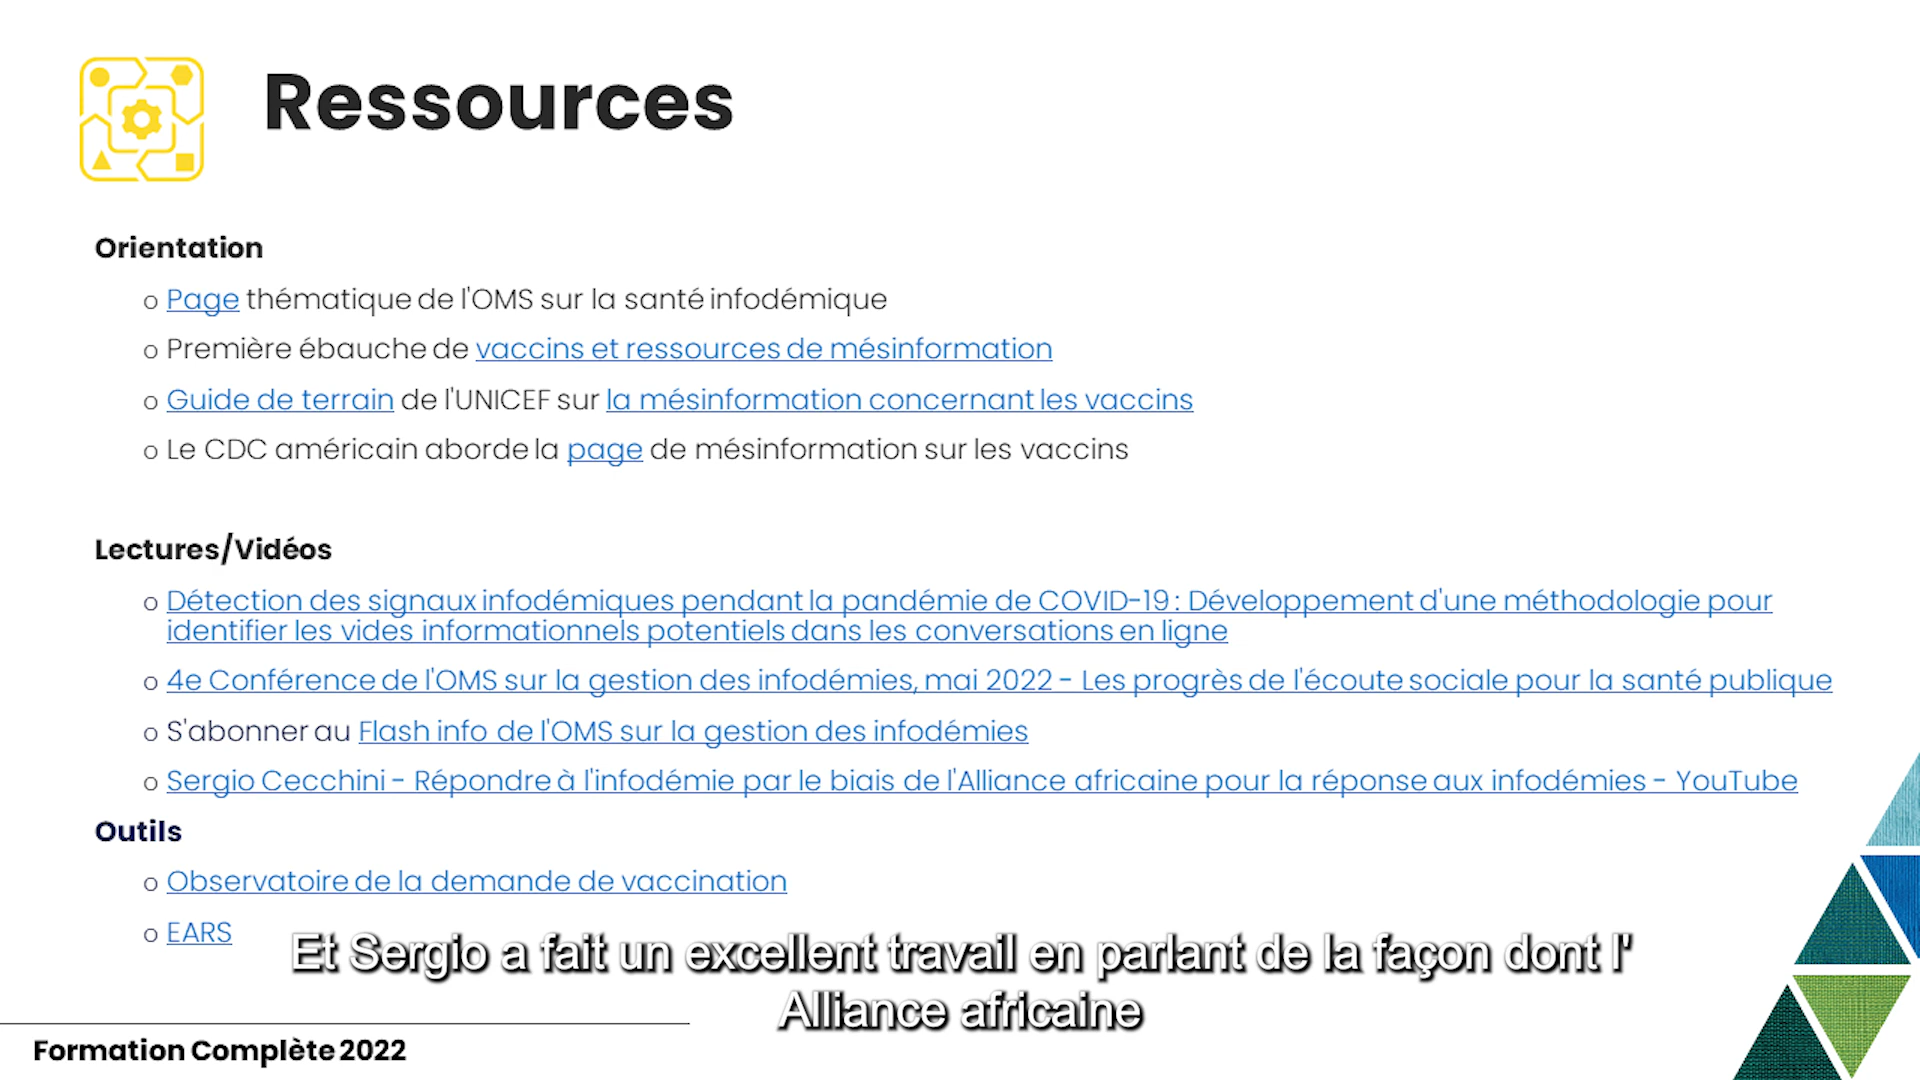 Ressources
Orientation
o Page thématique de l'OMS sur la santé infodémique
o Première ébauche de vaccins et ressources de mésinformation
o Guide de terrain de l'UNICEF sur la mésinformation concernant les vaccins
o Le CDC américain aborde la page de mésinformation sur les vaccins
Lectures/Vidéos
o Détection des signaux infodémiques pendant la pandémie de COVID-19 : Développement d'une méthodologie pour
identifier les vides informationnels potentiels dans les conversations en ligne
o 4e Conférence de l'OMS sur la gestion des infodémies, mai 2022 - Les progrès de l'écoute sociale pour la santé publique
o S'abonner au Flash info de l'OMS sur la gestion des infodémies
o Sergio Cecchini - Répondre à l'infodémie par le biais de l'Alliance africaine pour la réponse aux infodémies - YouTube
Outils
o Observatoire de la demande de vaccination
o EARS
Et Sergio a fait un excellent travail en parlant de la façon dont l'
Alliance africaine
Formation Complète 2022